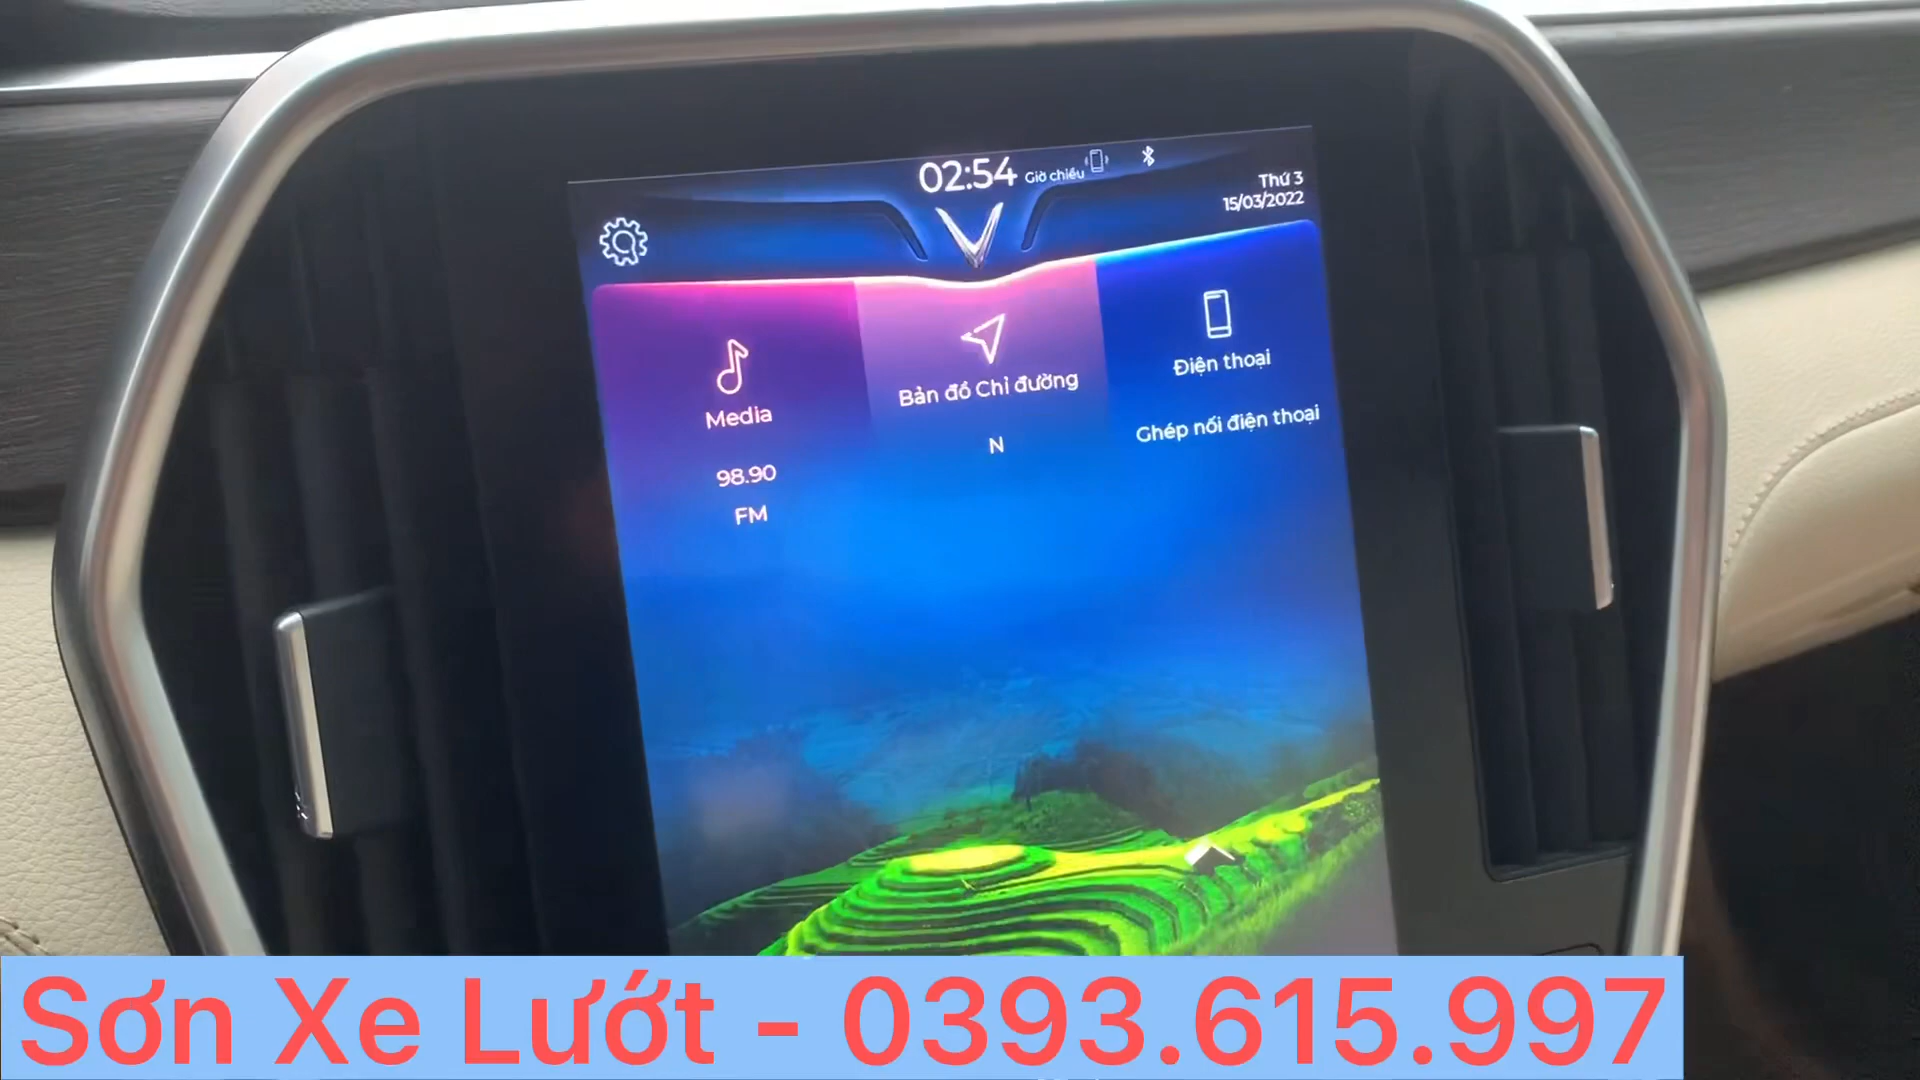 02:54 Giờ chiều
Thứ 3
15/03/2022
Media
98.90
FM
Bản đồ Chỉ đường
N
Điện thoại
Ghép nối điện thoại
Sơn Xe Lướt - 0393.615.997